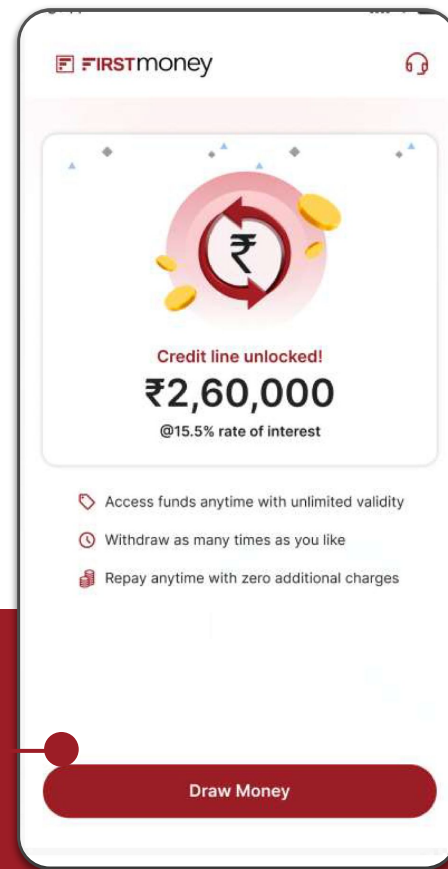 FIRSTmoney
Credit line unlocked!
₹2,60,000
@15.5% rate of interest
Access funds anytime with unlimited validity
Withdraw as many times as you like
Repay anytime with zero additional charges
Draw Money